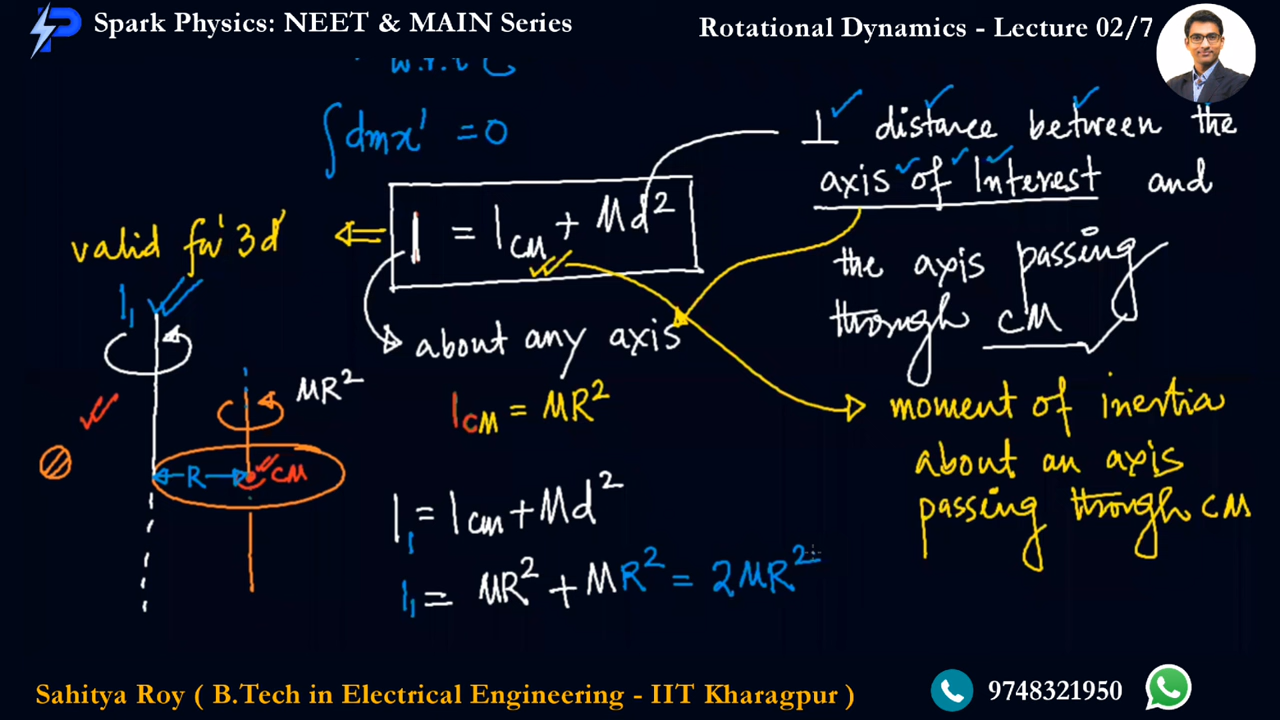 Spark Physics: NEET & MAIN Series
Rotational Dynamics - Lecture 02/7
w.r.t
∫dmx' = 0
⊥ distance between the
axis of Interest and
the axis passing
through CM
valid for 3d
I = I_CM + Md²
about any axis
I₁
MR²
R
CM
I_CM = MR²
I₁ = I_CM + Md²
I₁ = MR² + MR² = 2MR²
moment of inertia
about an axis
passing through CM
Sahitya Roy ( B.Tech in Electrical Engineering - IIT Kharagpur )
9748321950